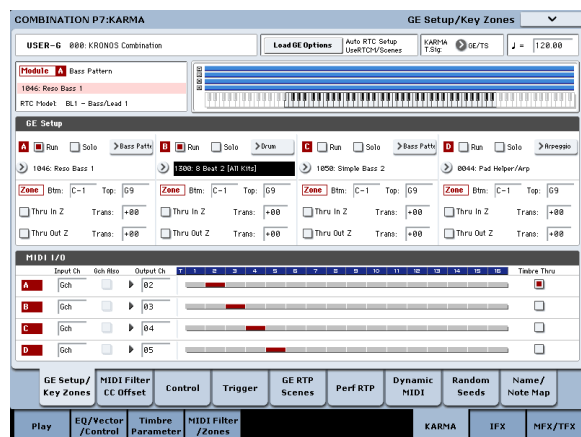 COMBINATION P7:KARMA GE Setup/Key Zones
USER-G 000: KRONOS Combination Load GE Options Auto RTC Setup UseRTCM/Scenes KARMA T.Sig: GE/TS ♩ = 120.00
Module A Bass Pattern
1046: Reso Bass 1
RTC Model: BL1 - Bass/Lead 1
A
B
C
D
GE Setup
A Run Solo Bass Patt B Run Solo Drum C Run Solo Bass Patt D Run Solo Arpeggio
1046: Reso Bass 1 1300: 8 Beat 2 [All Kits] 1050: Simple Bass 2 0044: Pad Helper/Arp
Zone Btm: C-1 Top: G9 Zone Btm: C-1 Top: G9 Zone Btm: C-1 Top: G9 Zone Btm: C-1 Top: G9
Thru In Z Trans: +00 Thru In Z Trans: +00 Thru In Z Trans: +00 Thru In Z Trans: +00
Thru Out Z Trans: +00 Thru Out Z Trans: +00 Thru Out Z Trans: +00 Thru Out Z Trans: +00
MIDI I/O
Input Ch Gch Also Output Ch T 1 2 3 4 5 6 7 8 9 10 11 12 13 14 15 16 Timbre Thru
A Gch 02
B Gch 03
C Gch 04
D Gch 05
GE Setup/ Key Zones MIDI Filter CC Offset Control Trigger GE RTP Scenes Perf RTP Dynamic MIDI Random Seeds Name/ Note Map
Play EQ/Vector /Control Timbre Parameter MIDI Filter /Zones KARMA IFX MFX/TFX